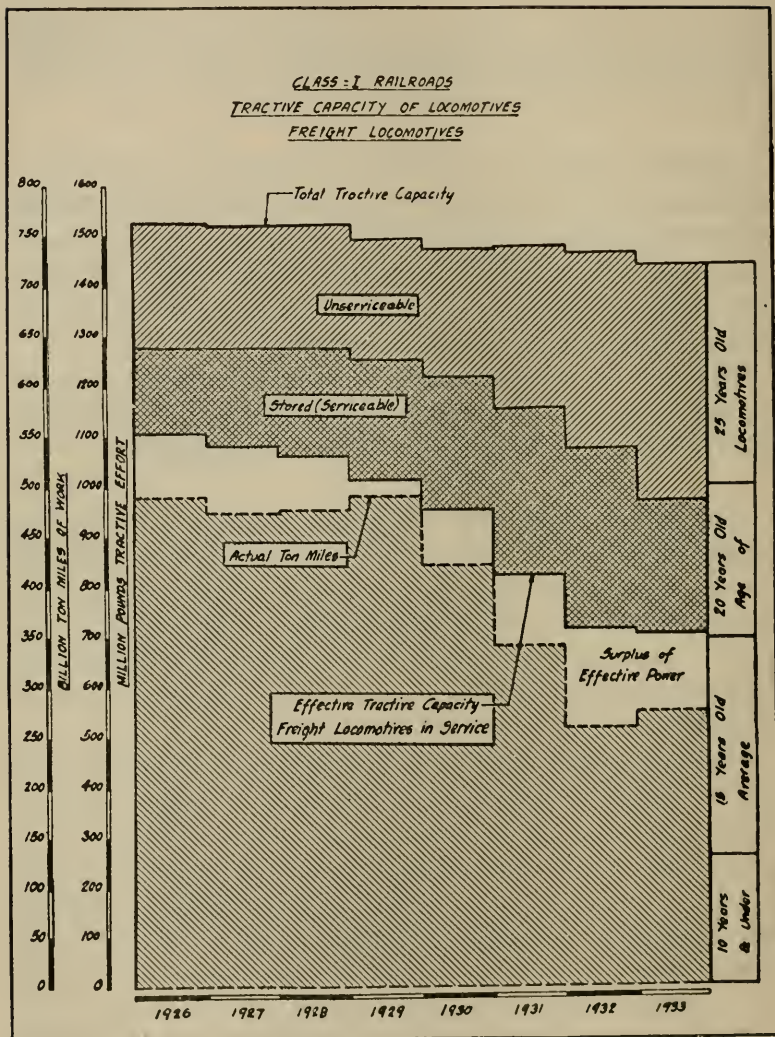 CLASS = I RAILROADS
TRACTIVE CAPACITY OF LOCOMOTIVES
FREIGHT LOCOMOTIVES
800
750
700
650
600
550
500
450
400
350
300
250
200
150
100
50
0
BILLION TON MILES OF WORK
1600
1500
1400
1300
1200
1100
1000
900
800
700
600
500
400
300
200
100
0
MILLION POUNDS TRACTIVE EFFORT
Total Tractive Capacity
Unserviceable
Stored (Serviceable)
Actual Ton Miles
Surplus of
Effective Power
Effective Tractive Capacity
Freight Locomotives in Service
25 Years Old
Locomotives
20 Years Old
Age of
15 Years Old
Average
10 Years
& Under
1926 1927 1928 1929 1930 1931 1932 1933